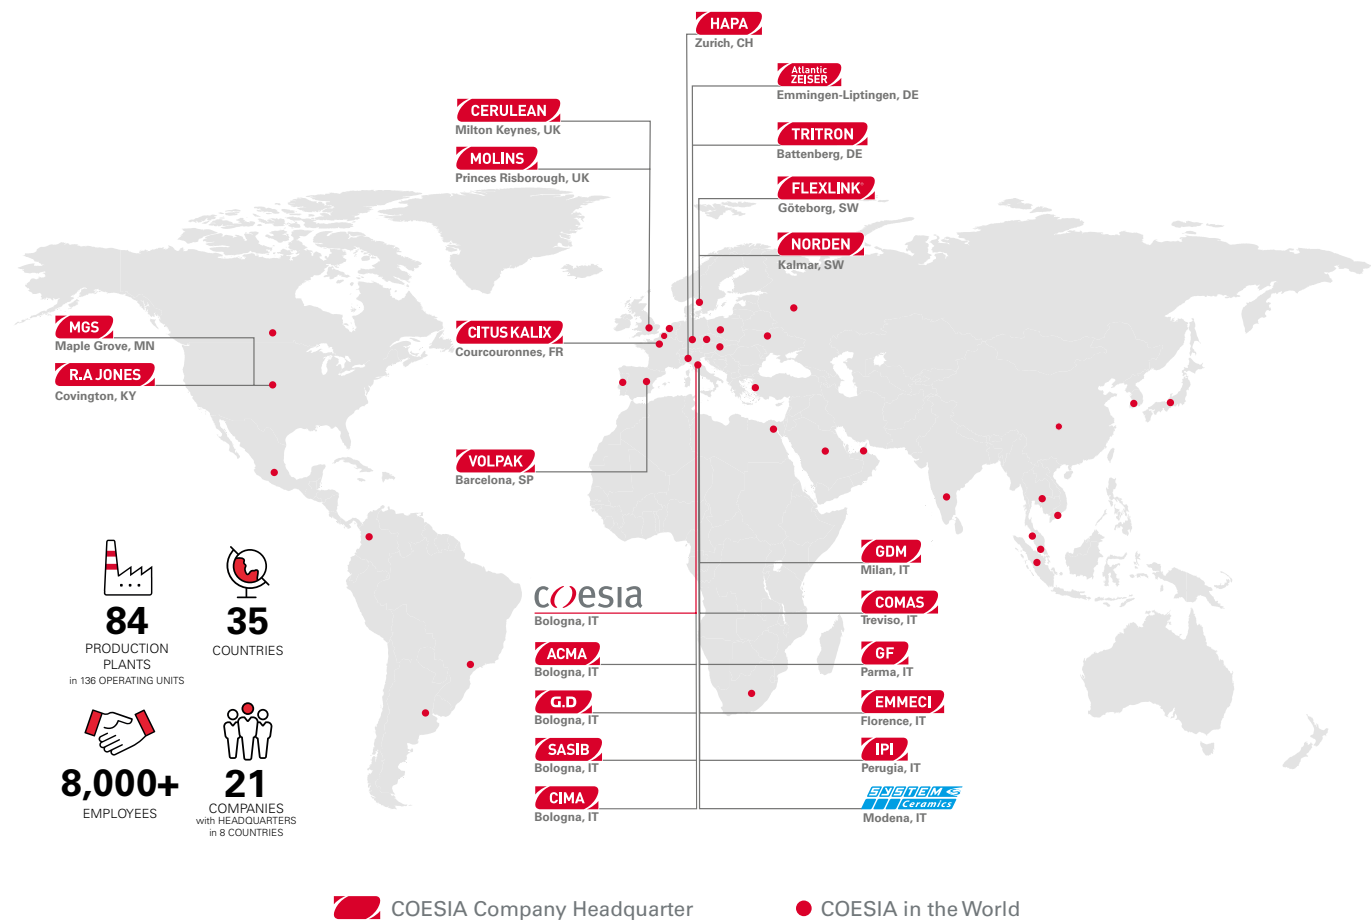 HAPA
Zurich, CH
Atlantic
ZEISER
Emmingen-Liptingen, DE
CERULEAN
Milton Keynes, UK
TRITRON
Battenberg, DE
MOLINS
Princes Risborough, UK
FLEXLINK®
Göteborg, SW
NORDEN
Kalmar, SW
MGS
Maple Grove, MN
CITUS KALIX
Courcouronnes, FR
R.A JONES
Covington, KY
VOLPAK
Barcelona, SP
GDM
Milan, IT
coesia
Bologna, IT
COMAS
Treviso, IT
ACMA
Bologna, IT
GF
Parma, IT
G.D
Bologna, IT
EMMECI
Florence, IT
SASIB
Bologna, IT
IPI
Perugia, IT
CIMA
Bologna, IT
SYSTEM
Ceramics
Modena, IT
84
PRODUCTION
PLANTS
in 136 OPERATING UNITS
35
COUNTRIES
8,000+
EMPLOYEES
21
COMPANIES
with HEADQUARTERS
in 8 COUNTRIES
COESIA Company Headquarter
COESIA in the World